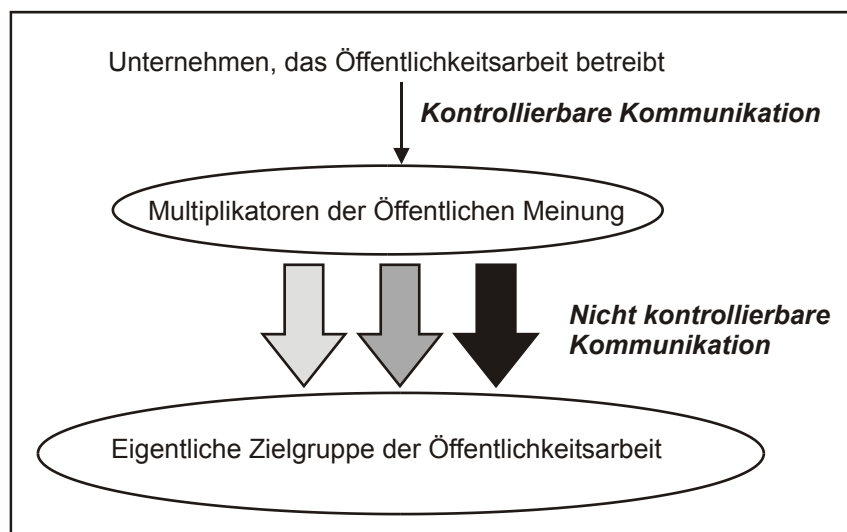 Unternehmen, das Öffentlichkeitsarbeit betreibt
Kontrollierbare Kommunikation
Multiplikatoren der Öffentlichen Meinung
Nicht kontrollierbare
Kommunikation
Eigentliche Zielgruppe der Öffentlichkeitsarbeit